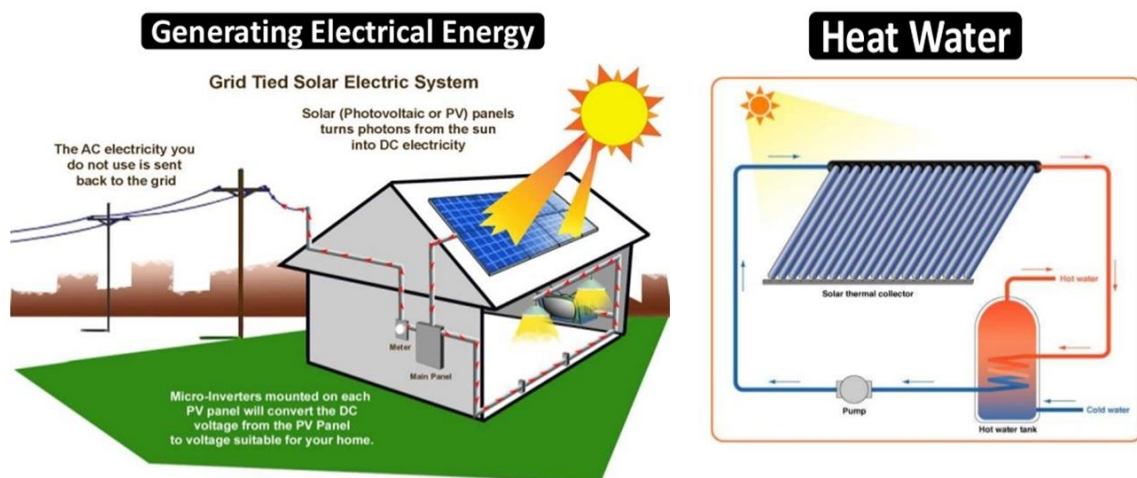 Generating Electrical Energy
Grid Tied Solar Electric System
Solar (Photovoltaic or PV) panels
turns photons from the sun
into DC electricity
The AC electricity you
do not use is sent
back to the grid
Meter
Main Panel
Micro-Inverters mounted on each
PV panel will convert the DC
voltage from the PV Panel
to voltage suitable for your home.
Heat Water
Solar thermal collector
Hot water
Pump
Cold water
Hot water tank